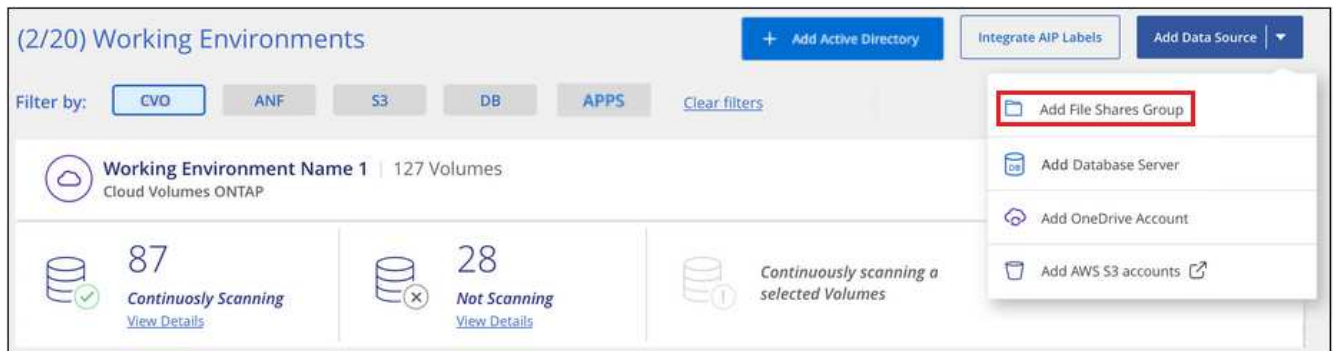 (2/20) Working Environments
+ Add Active Directory
Integrate AIP Labels
Add Data Source
Filter by:
CVO
ANF
S3
DB
APPS
Clear filters
Add File Shares Group
DB
Add Database Server
Add OneDrive Account
Add AWS S3 accounts
Working Environment Name 1 | 127 Volumes
Cloud Volumes ONTAP
87
Continuosly Scanning
View Details
28
Not Scanning
View Details
Continuously scanning a
selected Volumes